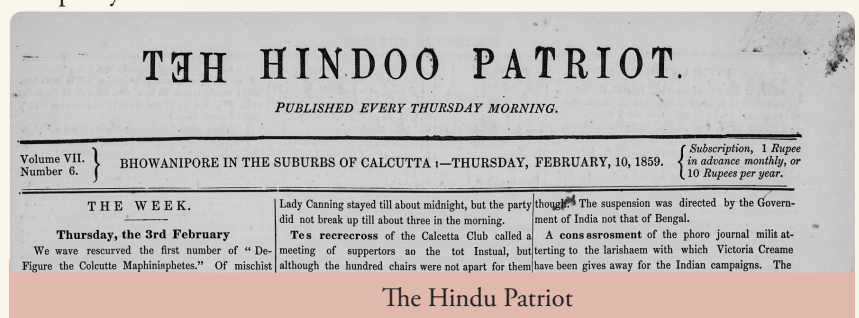 TƎH HINDOO PATRIOT.
PUBLISHED EVERY THURSDAY MORNING.
Volume VII.
Number 6.
BHOWANIPORE IN THE SUBURBS OF CALCUTTA :—THURSDAY, FEBRUARY, 10, 1859.
Subscription, 1 Rupee
in advance monthly, or
10 Rupees per year.
THE WEEK.
Thursday, the 3rd February
We wave rescurved the first number of " De-
Figure the Colcutte Maphinisphetes." Of mischist
Lady Canning stayed till about midnight, but the party
did not break up till about three in the morning.
Tes recrecross of the Calcetta Club called a
meeting of suppertors ao the tot Instual, but
although the hundred chairs were not apart for them
though. The suspension was directed by the Govern-
ment of India not that of Bengal.
A cons srosment of the phoro journal milit at-
terting to the larishaem with which Victoria Creame
have been gives away for the Indian campaigns. The
The Hindu Patriot